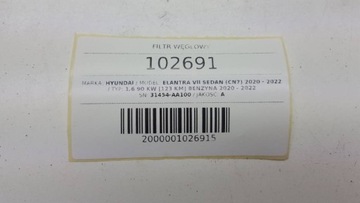 FILTR WĘGLOWY
102691
MARKA: HYUNDAI / MODEL: ELANTRA VII SEDAN (CN7) 2020 - 2022
/ TYP: 1.6 90 KW [123 KM] BENZYNA 2020 - 2022
SN: 31454-AA100 / JAKOŚĆ: A
2000001026915